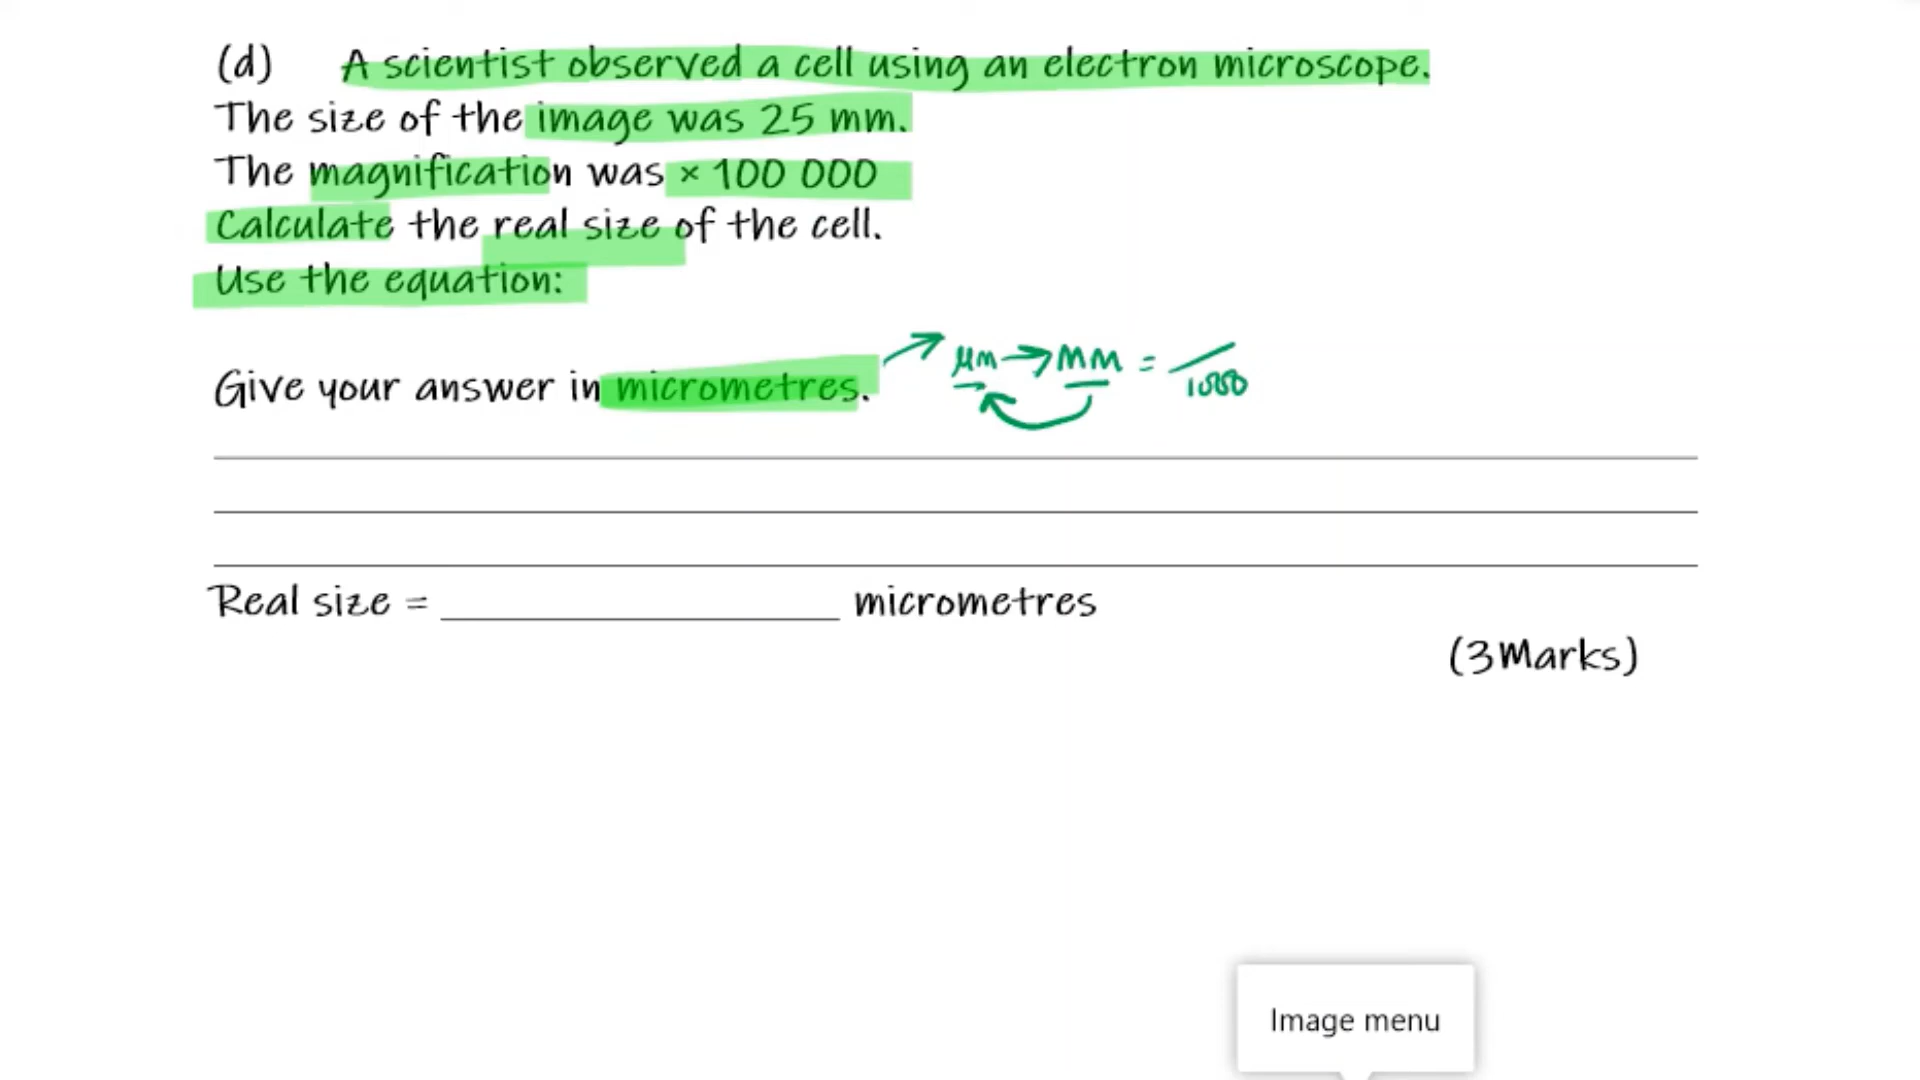 (d) A scientist observed a cell using an electron microscope.
The size of the image was 25 mm.
The magnification was × 100 000
Calculate the real size of the cell.
Use the equation:
μm → mm = /1000
Give your answer in micrometres.
Real size = ____________ micrometres
(3Marks)
Image menu